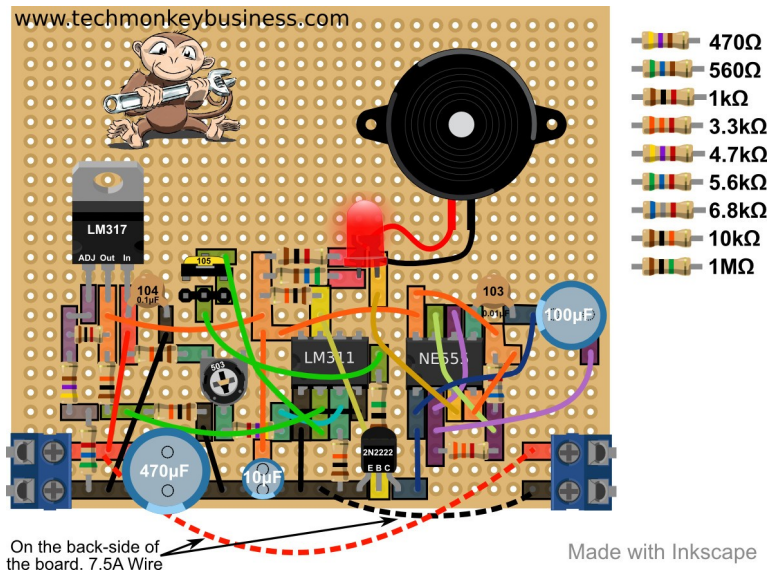 www.techmonkeybusiness.com
470Ω
560Ω
1kΩ
3.3kΩ
4.7kΩ
5.6kΩ
6.8kΩ
10kΩ
1MΩ
LM317
ADJ Out In
105
104
0.1µF
103
0.01µF
100µF
LM311
NE555
503
2N2222
E B C
470µF
10µF
On the back-side of
the board. 7.5A Wire
Made with Inkscape